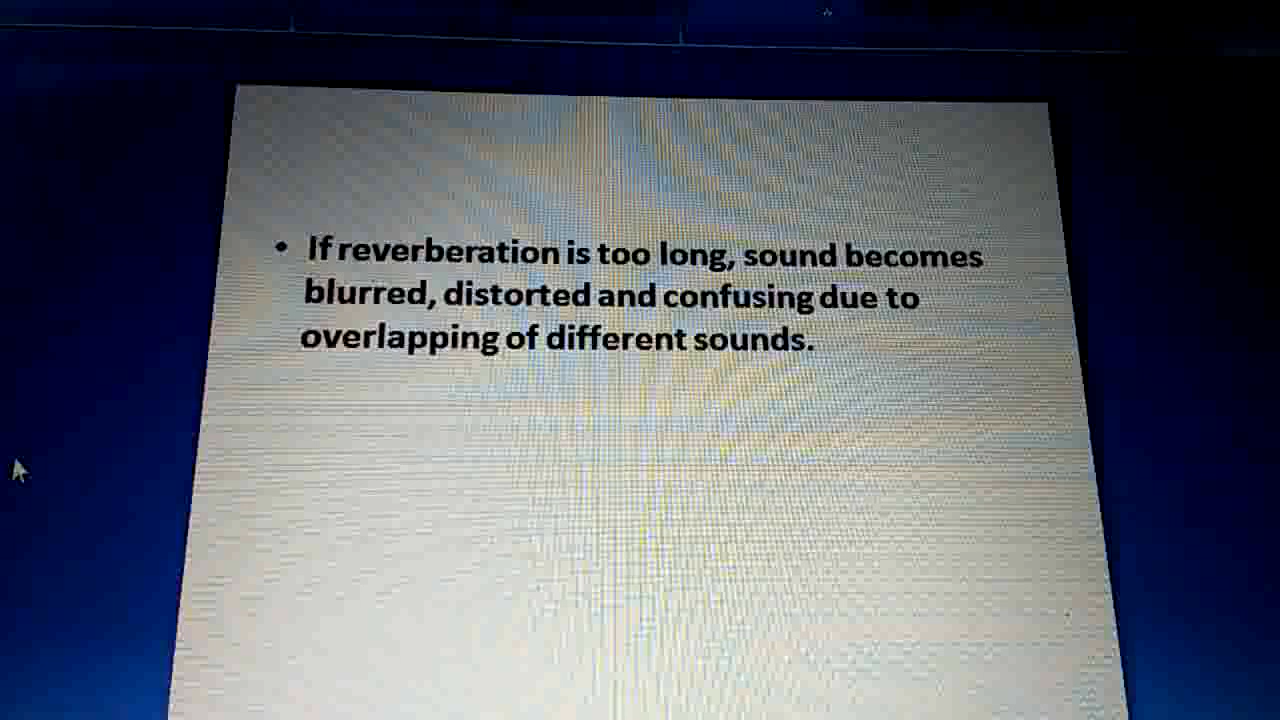 • If reverberation is too long, sound becomes
blurred, distorted and confusing due to
overlapping of different sounds.